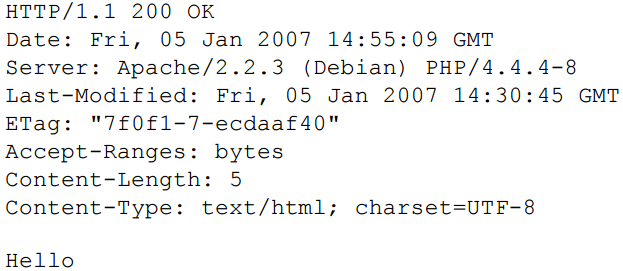 HTTP/1.1 200 OK
Date: Fri, 05 Jan 2007 14:55:09 GMT
Server: Apache/2.2.3 (Debian) PHP/4.4.4-8
Last-Modified: Fri, 05 Jan 2007 14:30:45 GMT
ETag: "7f0f1-7-ecdaaf40"
Accept-Ranges: bytes
Content-Length: 5
Content-Type: text/html; charset=UTF-8

Hello